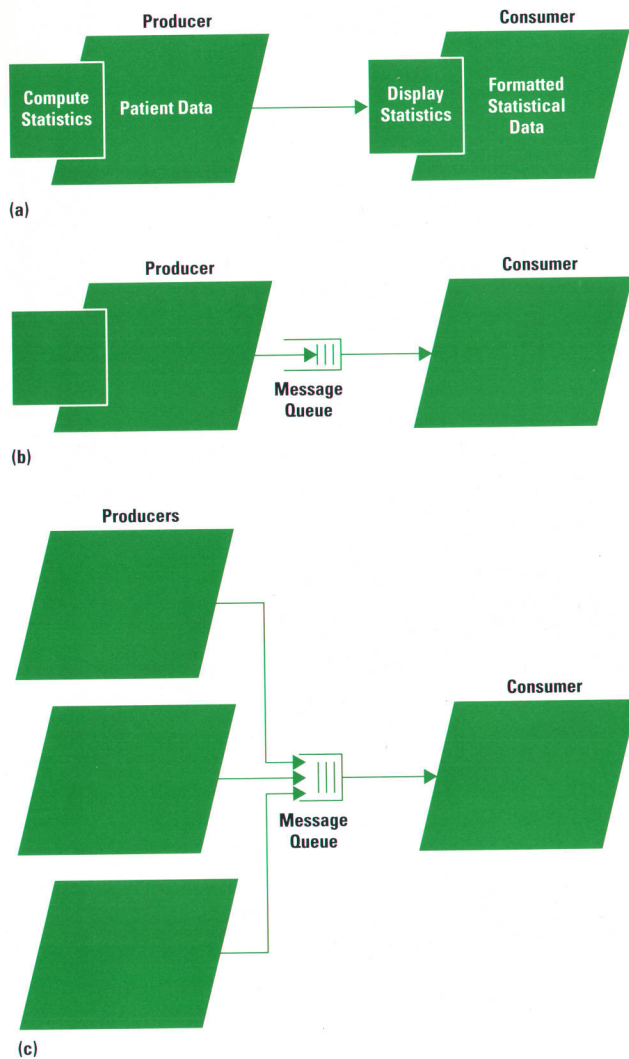 Producer
Consumer
Compute
Statistics
Patient Data
Display
Statistics
Formatted
Statistical
Data
(a)
Producer
Consumer
Message
Queue
(b)
Producers
Consumer
Message
Queue
(c)